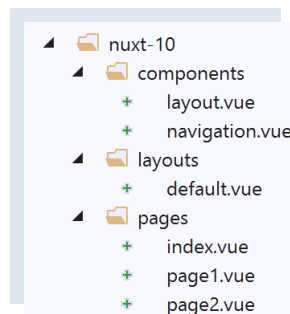 nuxt-10
components
layout.vue
navigation.vue
layouts
default.vue
pages
index.vue
page1.vue
page2.vue